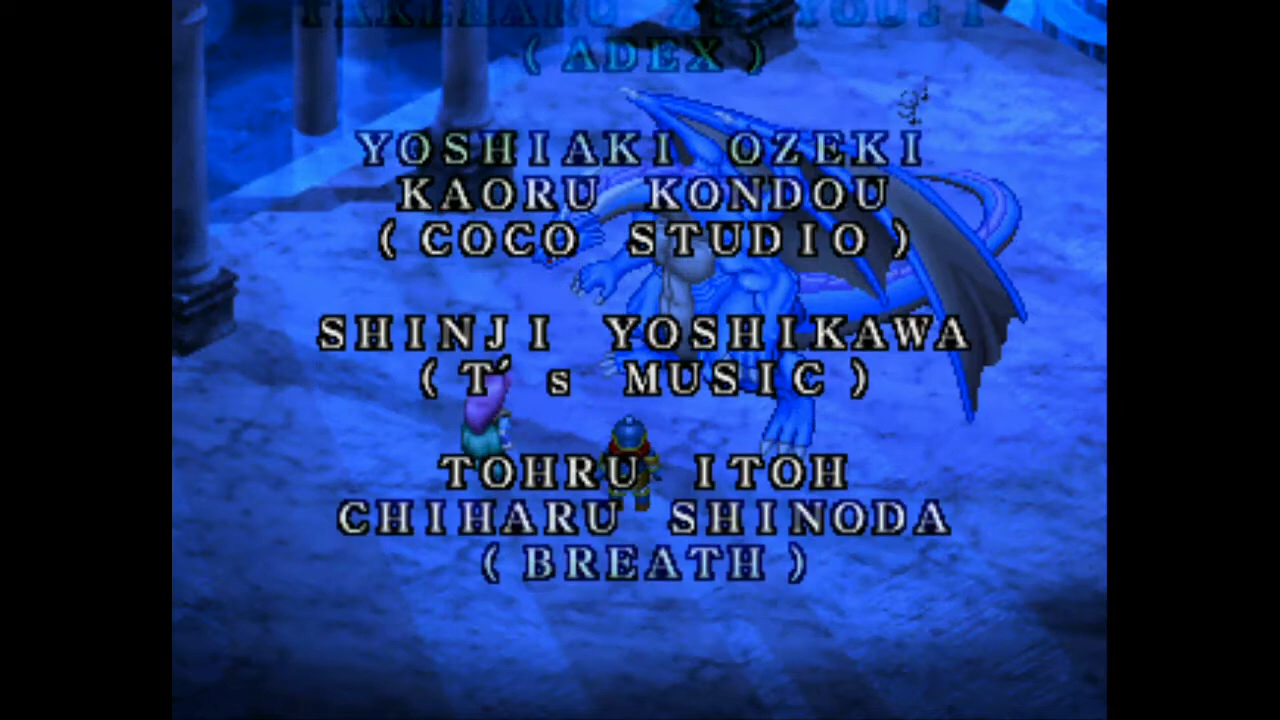 (ADEX)
YOSHIAKI OZEKI
KAORU KONDOU
(COCO STUDIO)
SHINJI YOSHIKAWA
(T's MUSIC)
TOHRU ITOH
CHIHARU SHINODA
(BREATH)